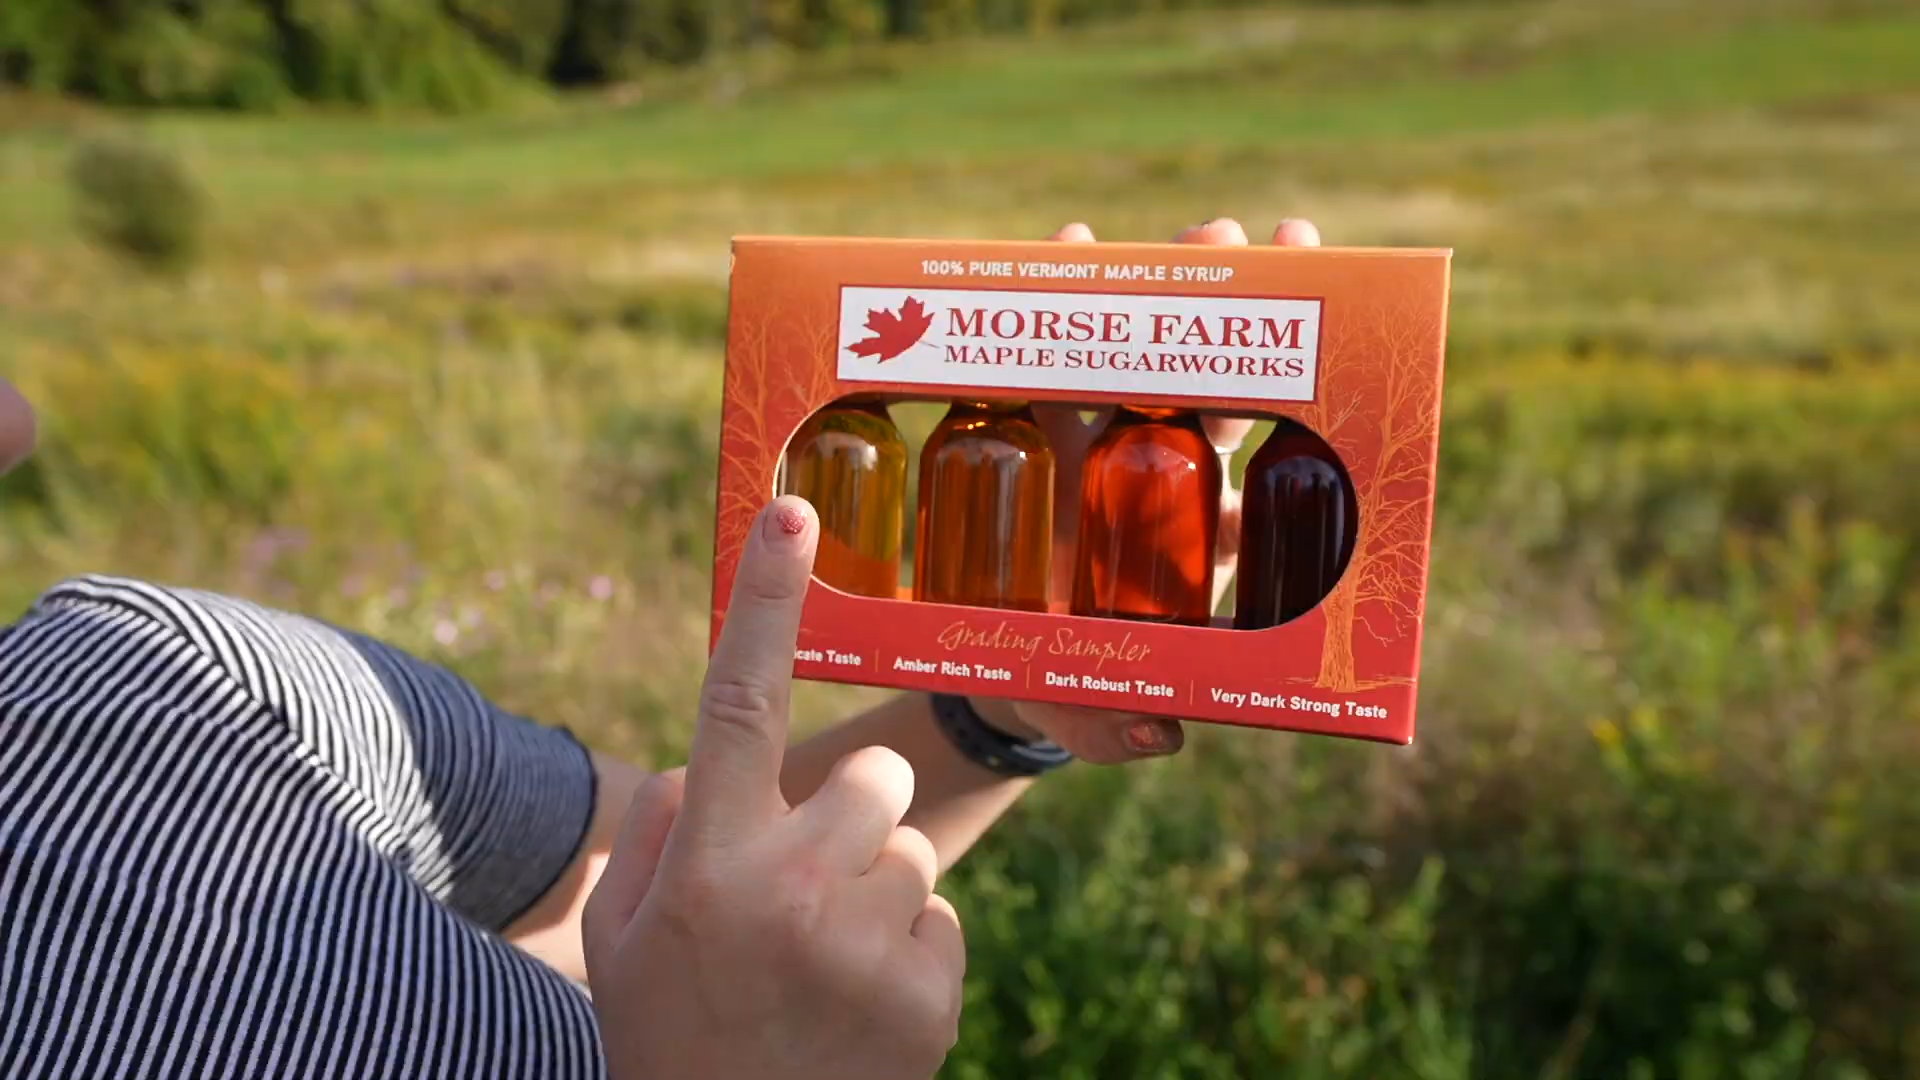 100% PURE VERMONT MAPLE SYRUP
MORSE FARM
MAPLE SUGARWORKS
Grading Sampler
Taste | Amber Rich Taste | Dark Robust Taste | Very Dark Strong Taste